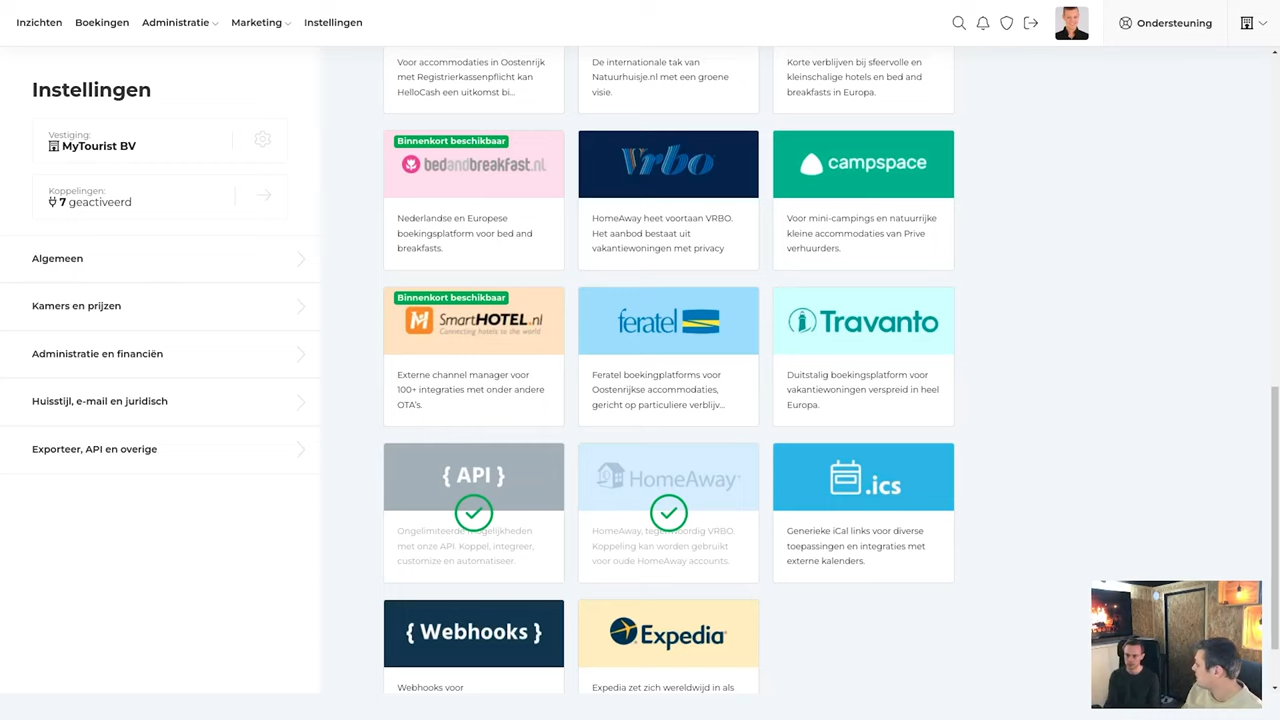 Inzichten Boekingen Administratie Marketing Instellingen Ondersteuning
Instellingen
Vestiging:
MyTourist BV
Koppelingen:
7 geactiveerd
Algemeen
Kamers en prijzen
Administratie en financiën
Huisstijl, e-mail en juridisch
Exporteer, API en overige
Voor accommodaties in Oostenrijk
met Registrierkassenpflicht kan
HelloCash een uitkomst bi...
De internationale tak van
Natuurhuisje.nl met een groene
visie.
Korte verblijven bij sfeervolle en
kleinschalige hotels en bed and
breakfasts in Europa.
Binnenkort beschikbaar
bedandbreakfast.nl
Nederlandse en Europese
boekingsplatform voor bed and
breakfasts.
Vrbo
HomeAway heet voortaan VRBO.
Het aanbod bestaat uit
vakantiewoningen met privacy
campspace
Voor mini-campings en natuurrijke
kleine accommodaties van Prive
verhuurders.
Binnenkort beschikbaar
SmartHOTEL.nl
Connecting hotels to the world
Externe channel manager voor
100+ integraties met onder andere
OTA's.
feratel
Feratel boekingplatforms voor
Oostenrijkse accommodaties,
gericht op particuliere verblijv...
Travanto
Duitstalig boekingsplatform voor
vakantiewoningen verspreid in heel
Europa.
{ API }
Ongelimiteerde mogelijkheden
met onze API. Koppel, integreer,
customize en automatiseer.
HomeAway
HomeAway, tegenwoordig VRBO.
Koppeling kan worden gebruikt
voor oude HomeAway accounts.
.ics
Generieke iCal links voor diverse
toepassingen en integraties met
externe kalenders.
{ Webhooks }
Webhooks voor
Expedia
Expedia zet zich wereldwijd in als